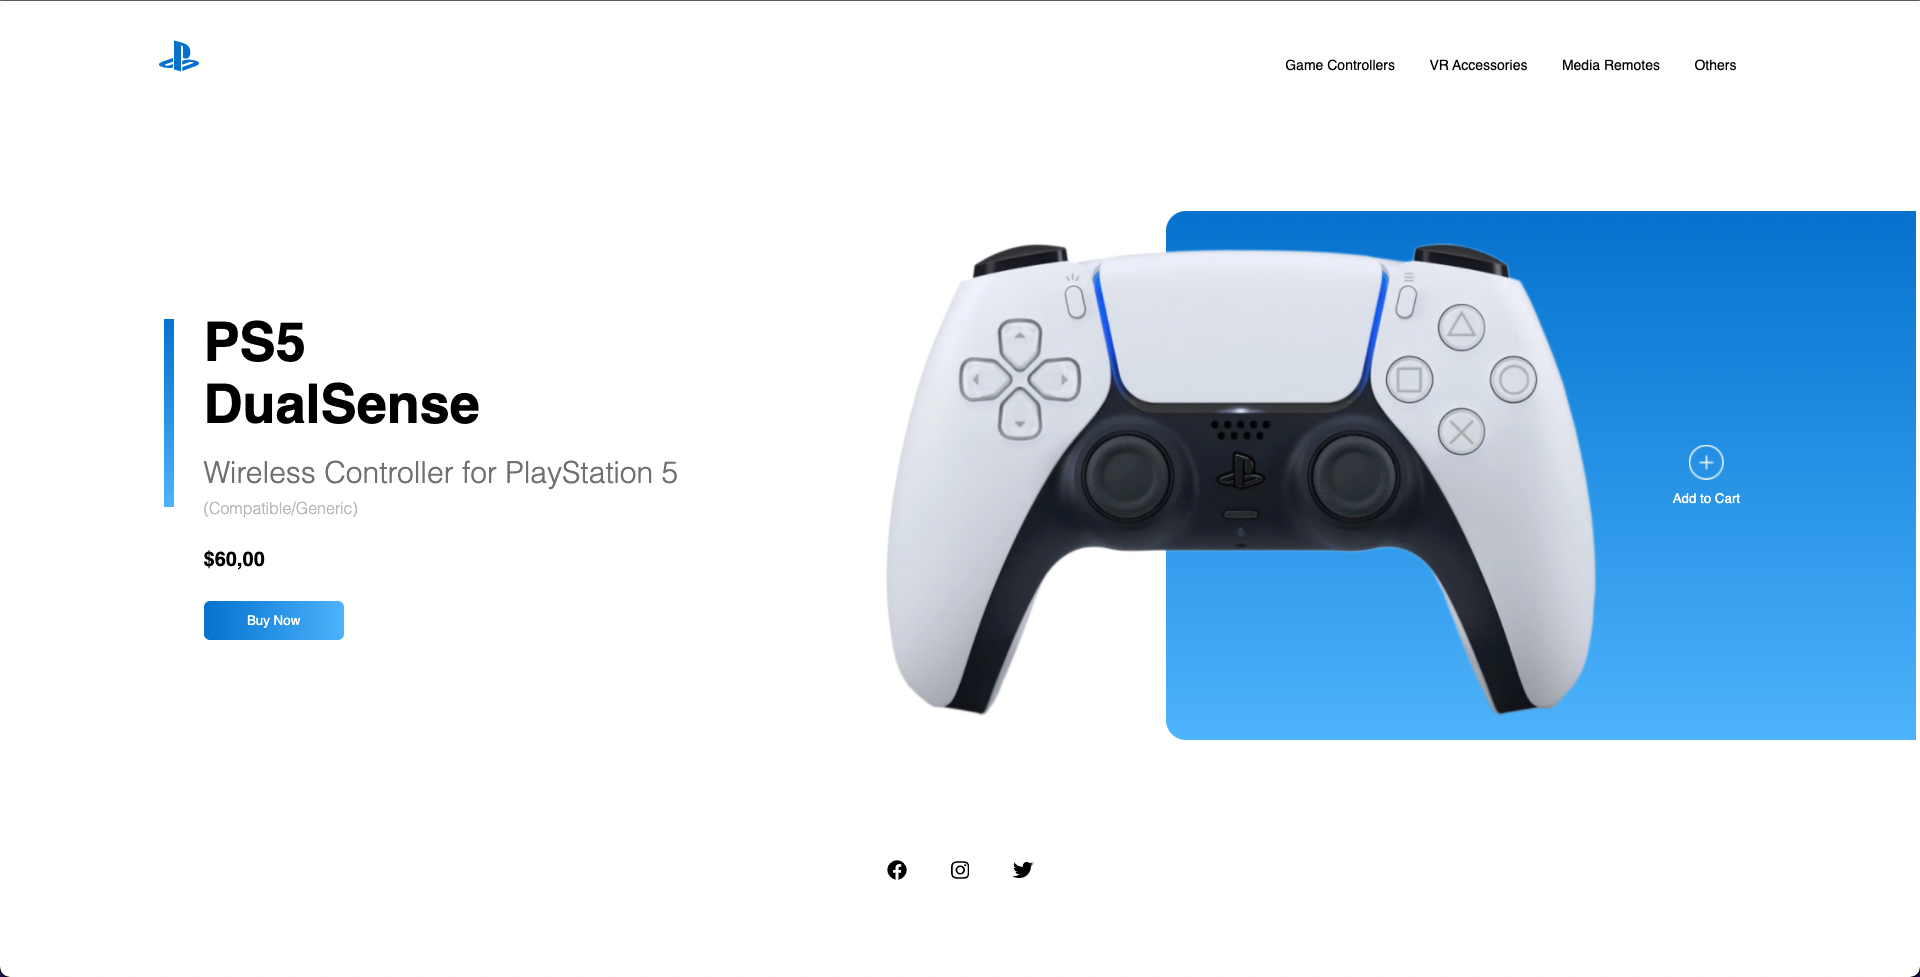 Game Controllers VR Accessories Media Remotes Others
PS5
DualSense
Wireless Controller for PlayStation 5
(Compatible/Generic)
$60,00
Buy Now
Add to Cart